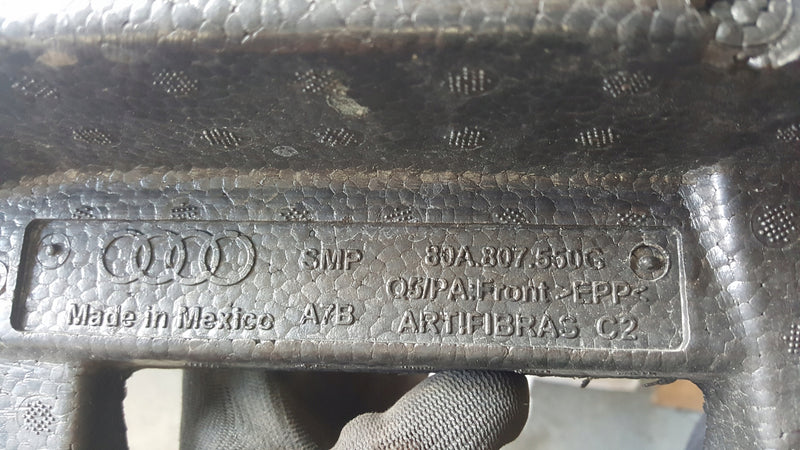 SMP 80A.807.550G
Q5/PA:Front >EPP<
Made in Mexico A7B ARTIFIBRAS C2